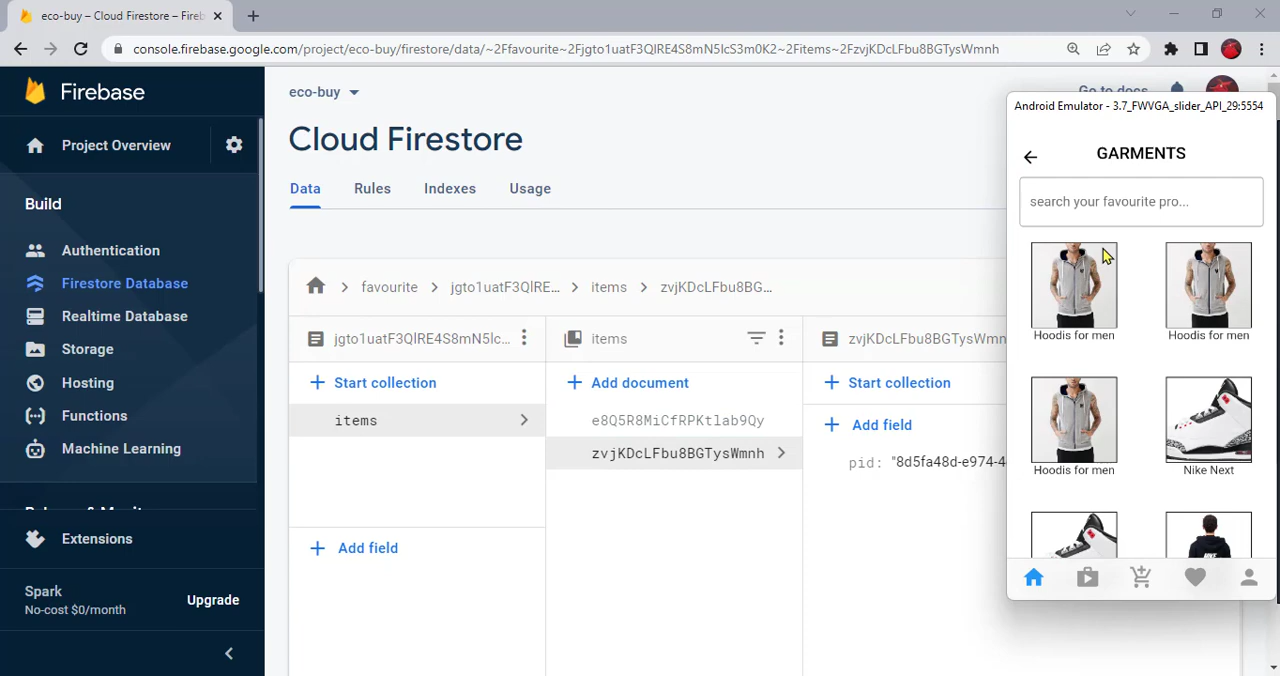 eco-buy – Cloud Firestore – Fireb
console.firebase.google.com/project/eco-buy/firestore/data/~2Ffavourite~2Fjgto1uatF3QlRE4S8mN5lcS3m0K2~2Fitems~2FzvjKDcLFbu8BGTysWmnh
Firebase
Project Overview
Build
Authentication
Firestore Database
Realtime Database
Storage
Hosting
Functions
Machine Learning
Extensions
Spark
No-cost $0/month
Upgrade
eco-buy
Go to docs
Cloud Firestore
Data
Rules
Indexes
Usage
favourite
jgto1uatF3QlRE...
items
zvjKDcLFbu8BG...
jgto1uatF3QlRE4S8mN5lc...
items
zvjKDcLFbu8BGTysWmn
Start collection
Add document
Start collection
items
e8Q5R8MiCfRPKtlab9Qy
zvjKDcLFbu8BGTysWmnh
Add field
pid: "8d5fa48d-e974-4
Add field
Android Emulator - 3.7_FWVGA_slider_API_29:5554
GARMENTS
search your favourite pro...
Hoodis for men
Hoodis for men
Hoodis for men
Nike Next